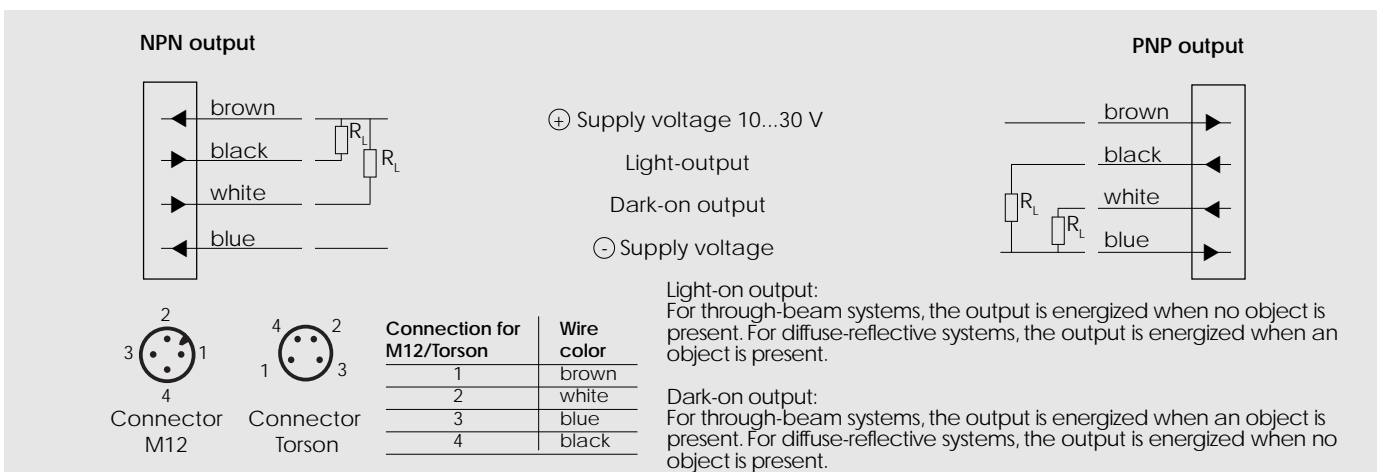 NPN output
PNP output
brown
black
white
blue
R_L
R_L
⊕ Supply voltage 10...30 V
Light-output
Dark-on output
⊖ Supply voltage
brown
black
white
blue
R_L
R_L
2
3
1
4
Connector
M12
4
2
1
3
Connector
Torson
Connection for M12/Torson | Wire color
1 brown
2 white
3 blue
4 black
Light-on output:
For through-beam systems, the output is energized when no object is
present. For diffuse-reflective systems, the output is energized when an
object is present.
Dark-on output:
For through-beam systems, the output is energized when an object is
present. For diffuse-reflective systems, the output is energized when no
object is present.